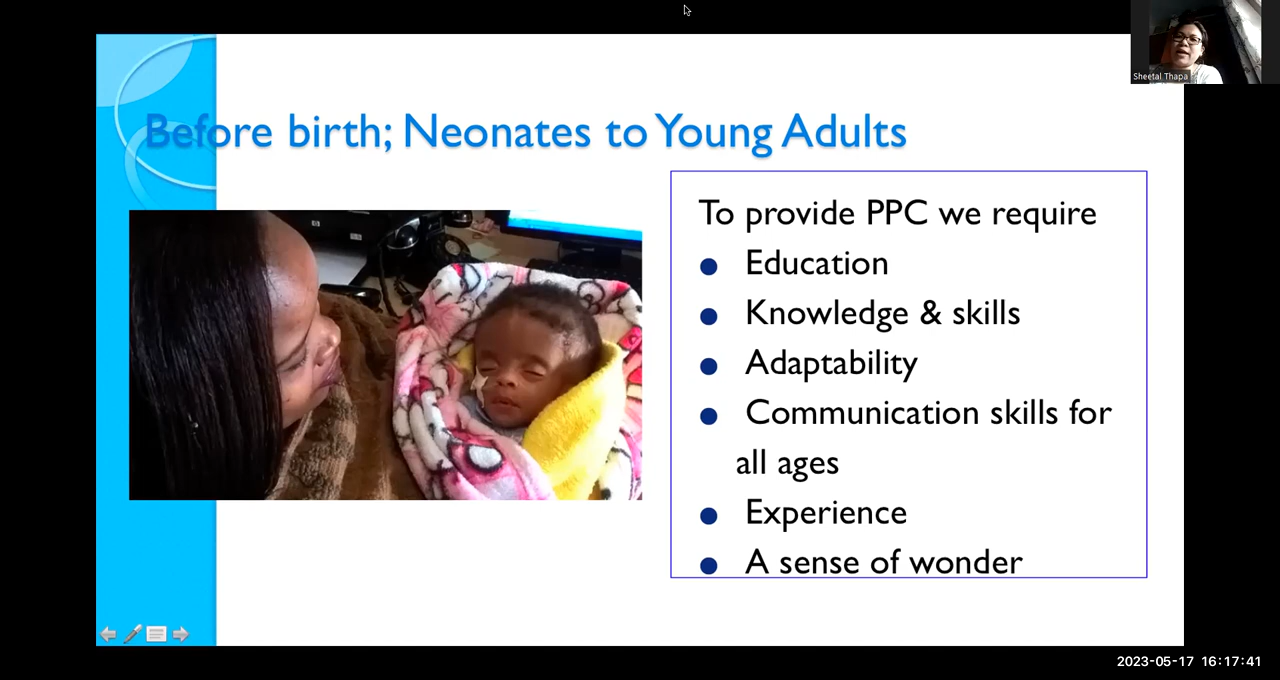 Sheetal Thapa
Before birth; Neonates to Young Adults
To provide PPC we require
● Education
● Knowledge & skills
● Adaptability
● Communication skills for
all ages
● Experience
● A sense of wonder
2023-05-17 16:17:41